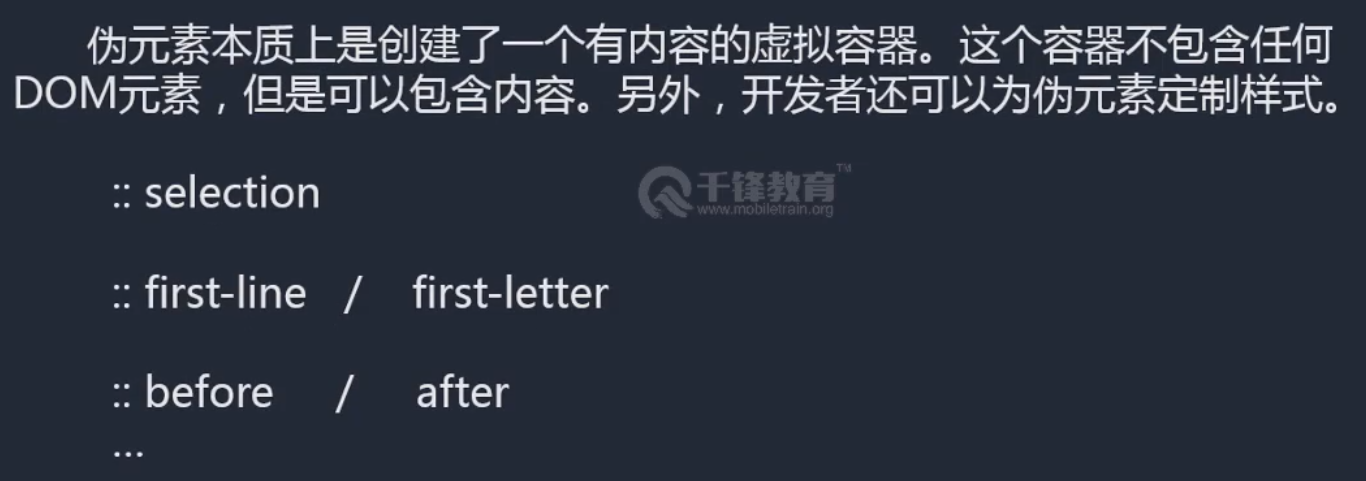 伪元素本质上是创建了一个有内容的虚拟容器。这个容器不包含任何
DOM元素，但是可以包含内容。另外，开发者还可以为伪元素定制样式。
:: selection
千锋教育™
www.mobiletrain.org
:: first-line / first-letter
:: before / after
...